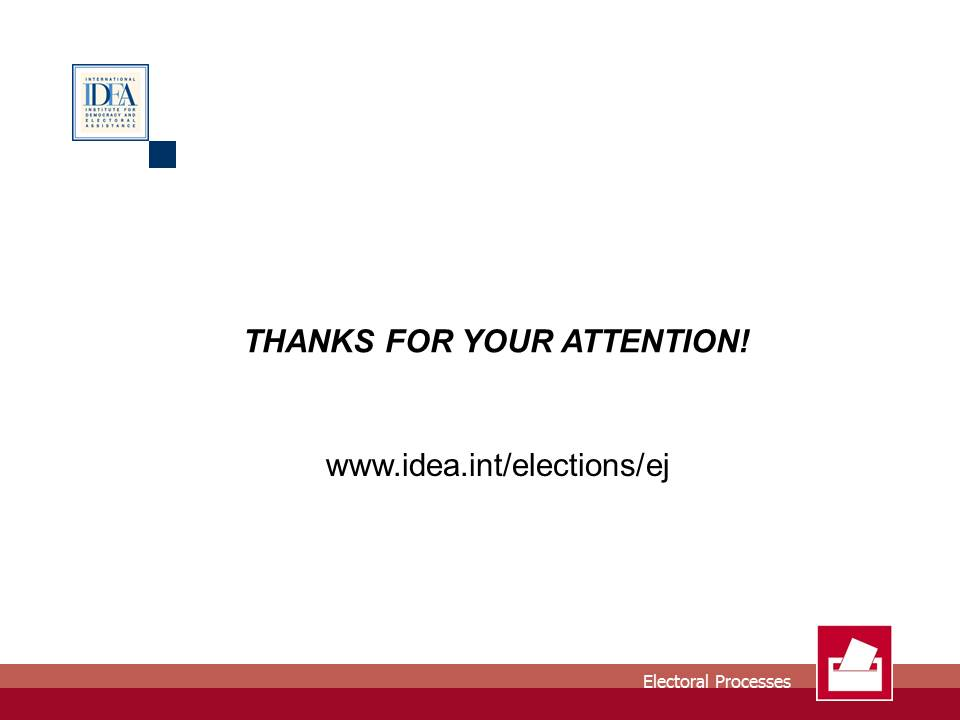 INTERNATIONAL
IDEA
INSTITUTE FOR
DEMOCRACY AND
ELECTORAL
ASSISTANCE
THANKS FOR YOUR ATTENTION!
www.idea.int/elections/ej
Electoral Processes